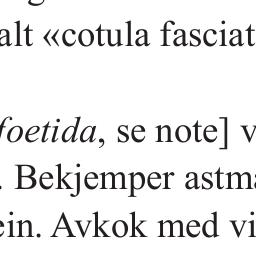 alt «cotula fasciat
foetida, se note] v
. Bekjemper astma
ein. Avkok med vi